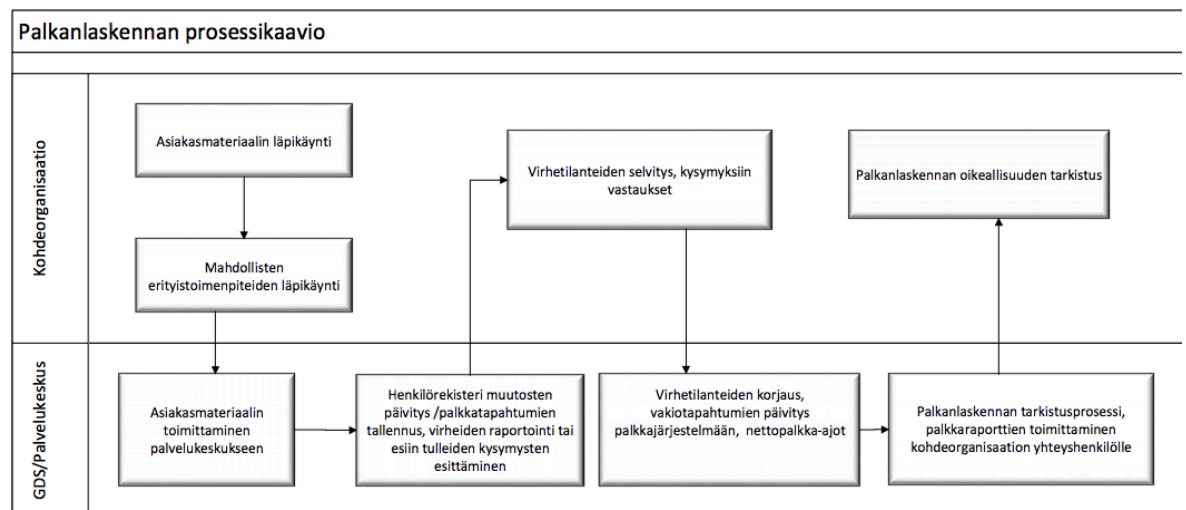 Palkanlaskennan prosessikaavio
Kohdeorganisaatio
Asiakasmateriaalin läpikäynti
Mahdollisten
erityistoimenpiteiden läpikäynti
Virhetilanteiden selvitys, kysymyksiin
vastaukset
Palkanlaskennan oikeallisuuden tarkistus
GDS/Palvelukeskus
Asiakasmateriaalin
toimittaminen
palvelukeskukseen
Henkilörekisteri muutosten
päivitys /palkkatapahtumien
tallennus, virheiden raportointi tai
esiin tulleiden kysymysten
esittäminen
Virhetilanteiden korjaus,
vakiotapahtumien päivitys
palkkajärjestelmään, nettopalkka-ajot
Palkanlaskennan tarkistusprosessi,
palkkaraporttien toimittaminen
kohdeorganisaation yhteyshenkilölle